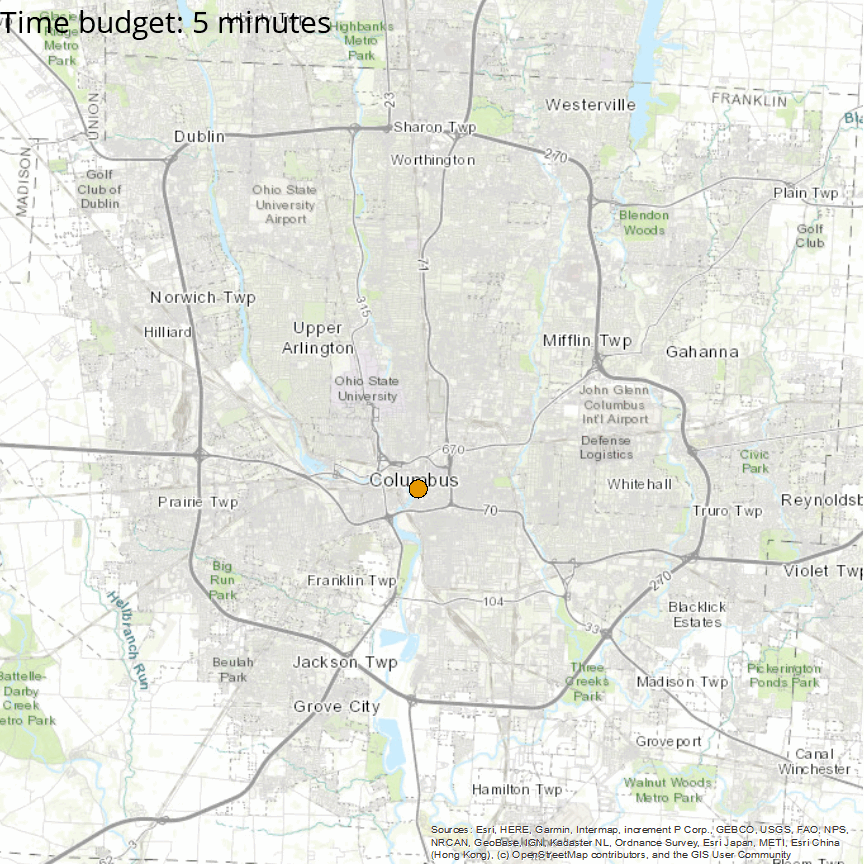 Time budget: 5 minutes
Metro
Park
Highbanks
Metro
Park
UNION
23
Westerville
FRANKLIN
Dublin
Sharon Twp
Worthington
270
MADISON
Golf
Club of
Dublin
Ohio State
University
Airport
Plain Twp
Blendon
Woods
Golf
Club
71
Norwich Twp
315
Hilliard
Upper
Arlington
Mifflin Twp
Gahanna
Ohio State
University
John Glenn
Columbus
Int'l Airport
670
Defense
Logistics
Civic
Park
Columbus
Whitehall
Prairie Twp
70
Truro Twp
Reynoldsb
Big
Run
Park
Franklin Twp
Violet Twp
270
Hellbranch Run
104
Blacklick
Estates
33
Beulah
Park
Jackson Twp
Battelle-
Darby
Creek
etro Park
Three
Creeks
Park
Madison Twp
Pickerington
Ponds Park
Grove City
Groveport
Canal
Winchester
Hamilton Twp
Walnut Woods
Metro Park
62
3
Sources: Esri, HERE, Garmin, Intermap, increment P Corp., GEBCO, USGS, FAO, NPS,
NRCAN, GeoBase, IGN, Kadaster NL, Ordnance Survey, Esri Japan, METI, Esri China
(Hong Kong), (c) OpenStreetMap contributors, and the GIS User Community